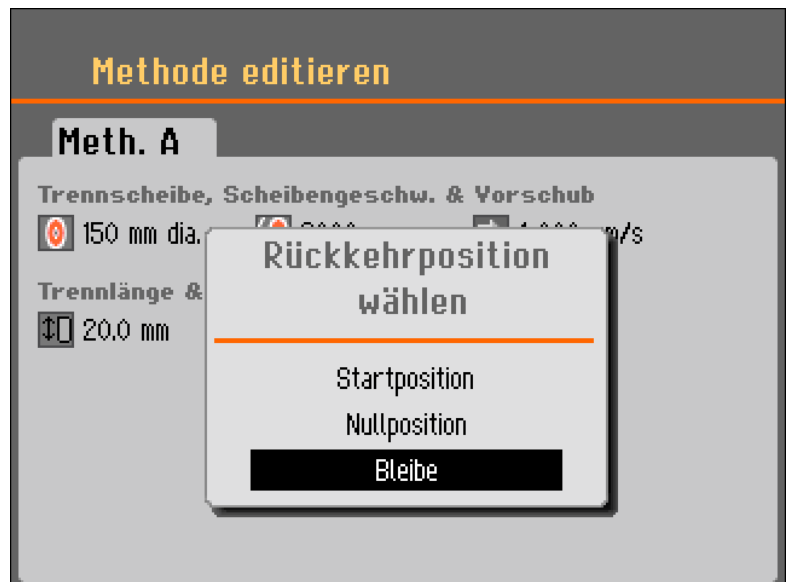 Methode editieren
Meth. A
Trennscheibe, Scheibengeschw. & Vorschub
150 mm dia.
Rückkehrposition
wählen
Trennlänge &
20.0 mm
Startposition
Nullposition
Bleibe